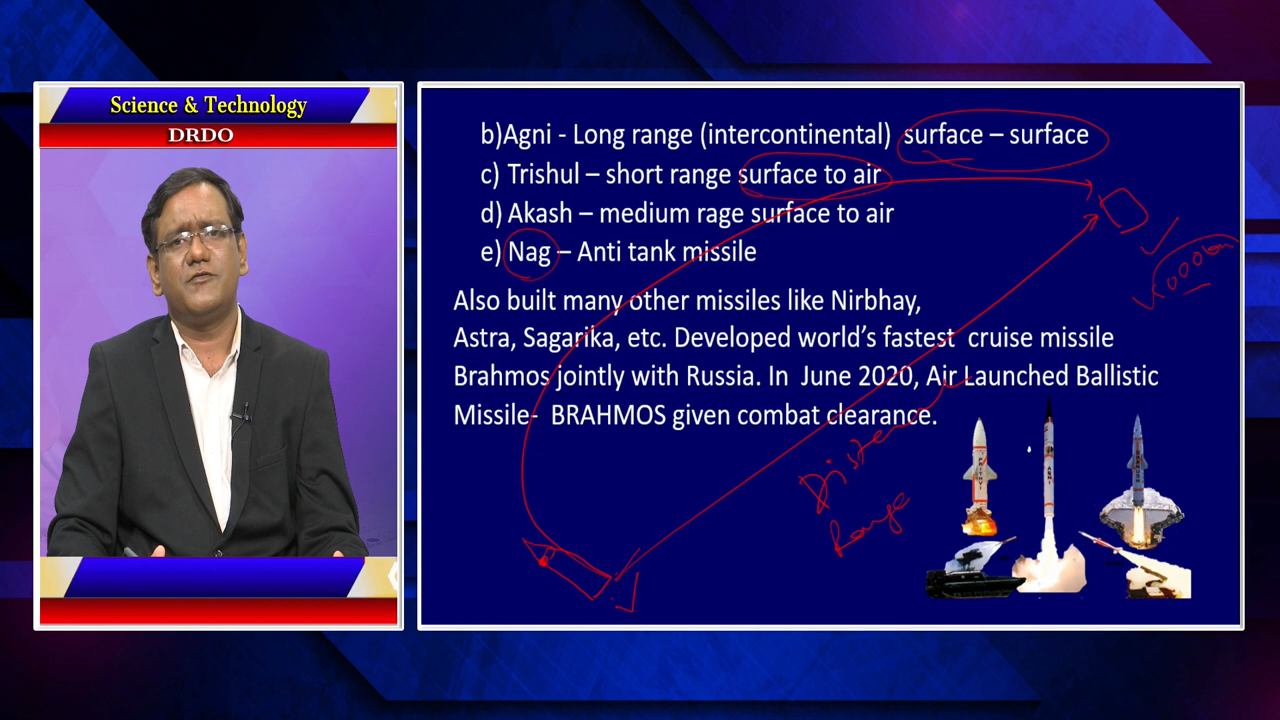 Science & Technology
DRDO
b)Agni - Long range (intercontinental) surface – surface
c) Trishul – short range surface to air
d) Akash – medium rage surface to air
e) Nag – Anti tank missile
Also built many other missiles like Nirbhay,
Astra, Sagarika, etc. Developed world's fastest cruise missile
Brahmos jointly with Russia. In June 2020, Air Launched Ballistic
Missile- BRAHMOS given combat clearance.
Range